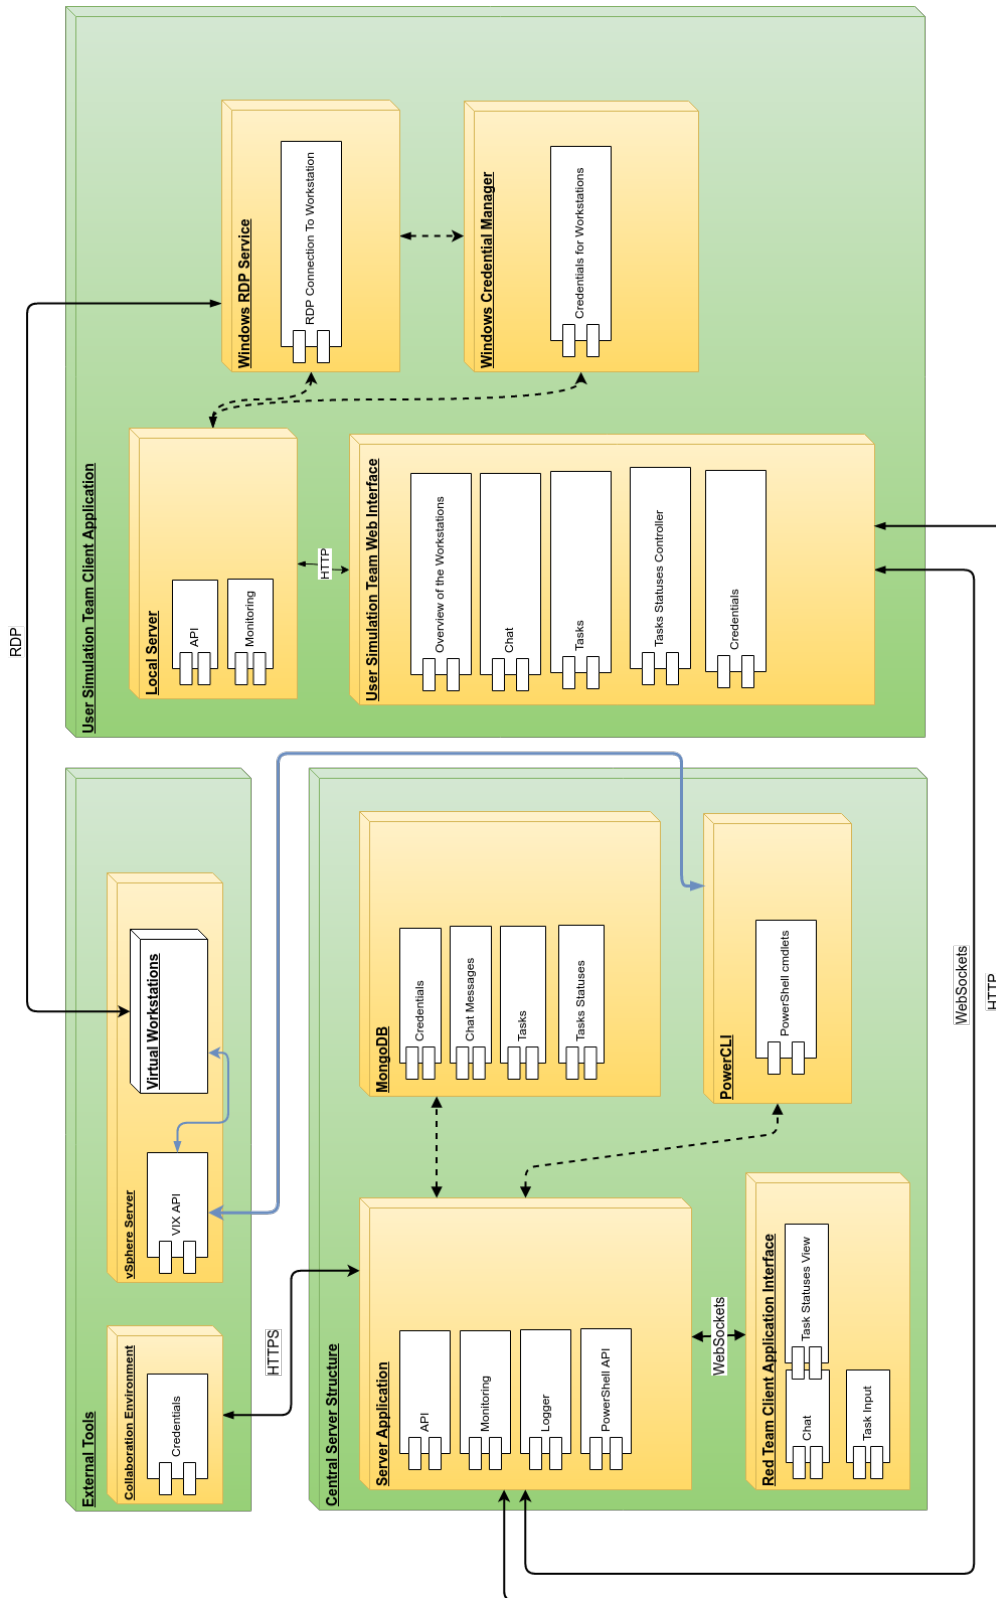 External Tools
Collaboration Environment
Credentials
vSphere Server
VIX API
Virtual Workstations
HTTPS
RDP
Central Server Structure
Server Application
API
Monitoring
Logger
PowerShell API
MongoDB
Credentials
Chat Messages
Tasks
Tasks Statuses
WebSockets
Red Team Client Application Interface
Chat
Task Statuses View
Task Input
PowerCLI
PowerShell cmdlets
User Simulation Team Client Application
Local Server
API
Monitoring
Windows RDP Service
RDP Connection To Workstation
HTTP
User Simulation Team Web Interface
Overview of the Workstations
Chat
Tasks
Tasks Statuses Controller
Credentials
Windows Credential Manager
Credentials for Workstations
WebSockets
HTTP